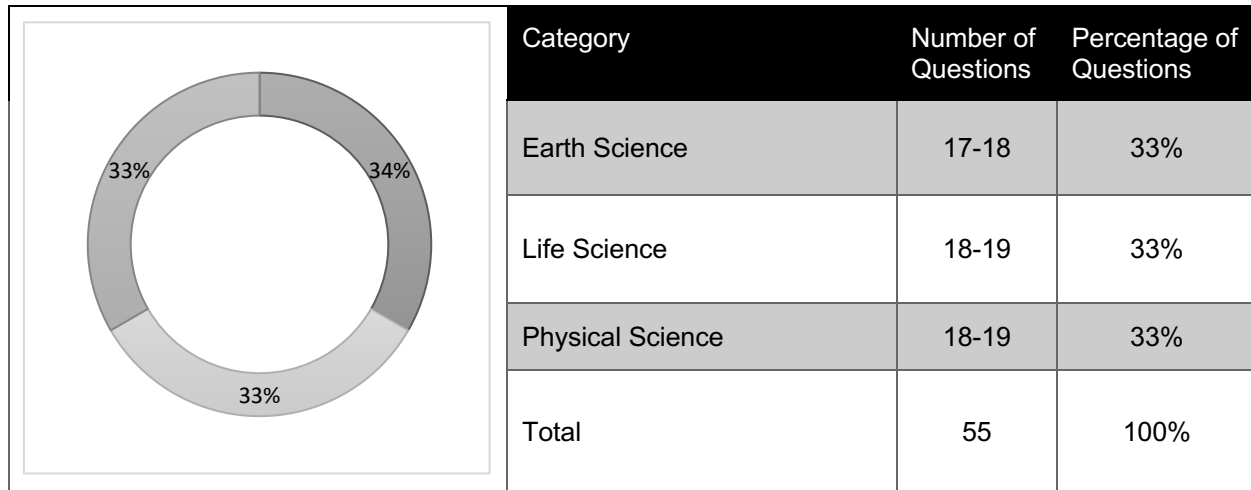 33%
34%
33%
Category
Number of
Questions
Percentage of
Questions
Earth Science
17-18
33%
Life Science
18-19
33%
Physical Science
18-19
33%
Total
55
100%